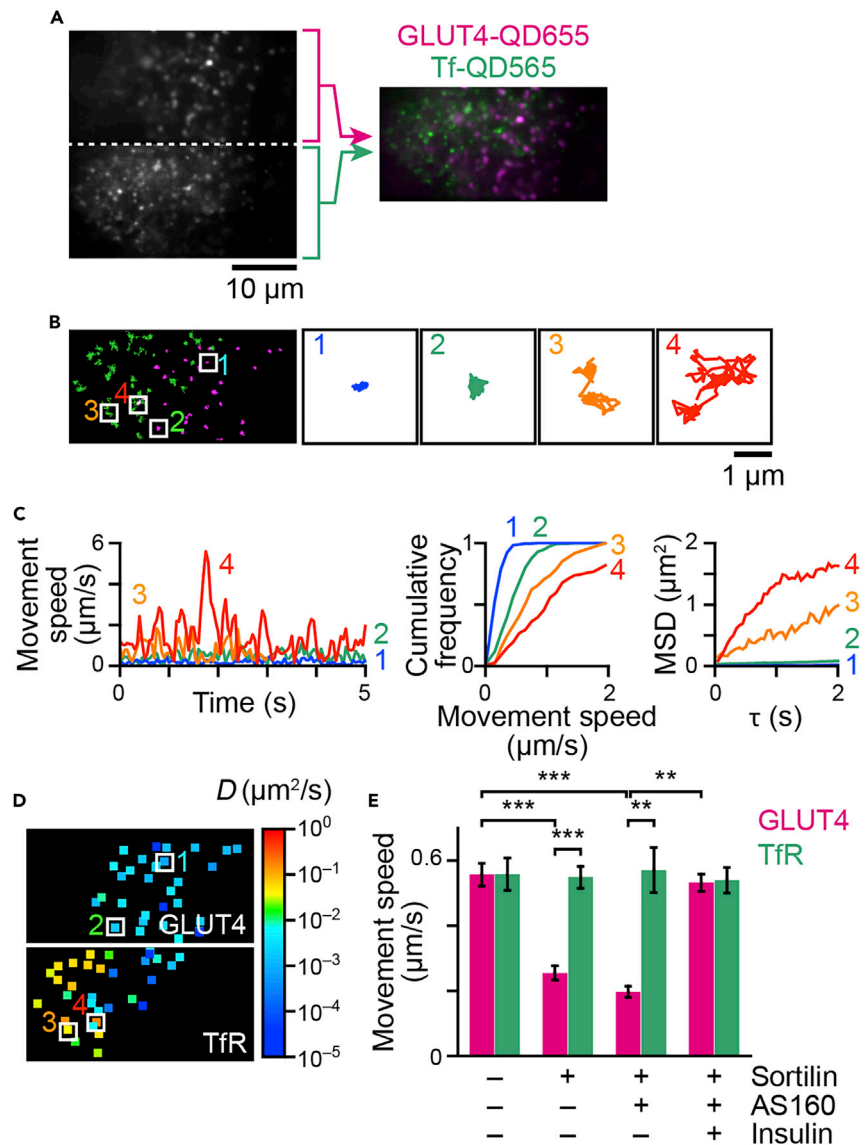 A
GLUT4-QD655
Tf-QD565
10 μm
B
1
2
3
4
1
2
3
4
1 μm
C
Movement speed (μm/s)
6
0
3
4
2
1
0
5
Time (s)
Cumulative frequency
1
0
1
2
3
4
0
2
Movement speed (μm/s)
MSD (μm²)
2
1
0
4
3
2
1
0
2
τ (s)
D
D (μm²/s)
1
2
GLUT4
3
4
TfR
10⁰
10⁻¹
10⁻²
10⁻³
10⁻⁴
10⁻⁵
E
GLUT4
TfR
Movement speed (μm/s)
0.6
0
***
**
***
***
**
– + + + Sortilin
– – + + AS160
– – – + Insulin